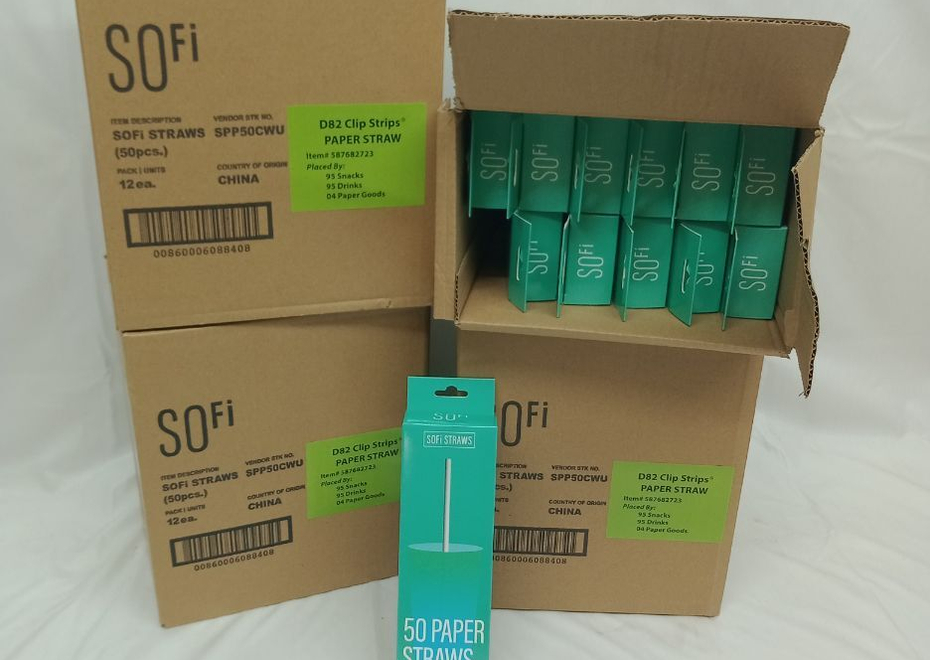 SOFi
ITEM DESCRIPTION VENDOR STK NO.
SOFi STRAWS SPP50CWU
(50pcs.)
PACK | UNITS COUNTRY OF ORIGIN
12ea. CHINA
00860006088408
D82 Clip Strips®
PAPER STRAW
Item# 587682723
Placed By:
95 Snacks
95 Drinks
04 Paper Goods
SOFi
SOFi
SOFi
SOFi
SOFi
SOFi
SOFi
SOFi
SOFi
SOFi
SOFi
SOFi
ITEM DESCRIPTION VENDOR STK NO.
SOFi STRAWS SPP50CWU
(50pcs.)
PACK | UNITS COUNTRY OF ORIGIN
12ea. CHINA
00860006088408
D82 Clip Strips®
PAPER STRAW
Item# 587682723
Placed By:
95 Snacks
95 Drinks
04 Paper Goods
SOFi
SOFi STRAWS
50 PAPER
STRAWS
OFi
VENDOR STK NO.
STRAWS SPP50CWU
COUNTRY OF ORIGIN
CHINA
00860006088408
D82 Clip Strips®
PAPER STRAW
Item# 587682723
Placed By:
95 Snacks
95 Drinks
04 Paper Goods